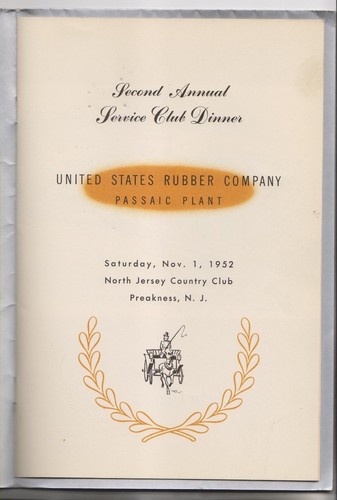 Second Annual
Service Club Dinner
UNITED STATES RUBBER COMPANY
PASSAIC PLANT
Saturday, Nov. 1, 1952
North Jersey Country Club
Preakness, N. J.